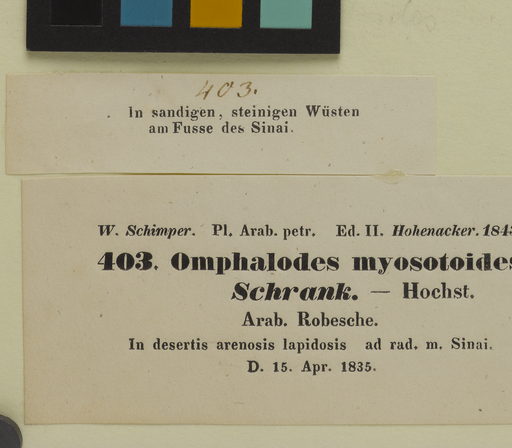 403.
In sandigen, steinigen Wüsten
am Fusse des Sinai.
W. Schimper. Pl. Arab. petr. Ed. II. Hohenacker. 1843
403. Omphalodes myosotoides
Schrank. — Hochst.
Arab. Robesche.
In desertis arenosis lapidosis ad rad. m. Sinai.
D. 15. Apr. 1835.